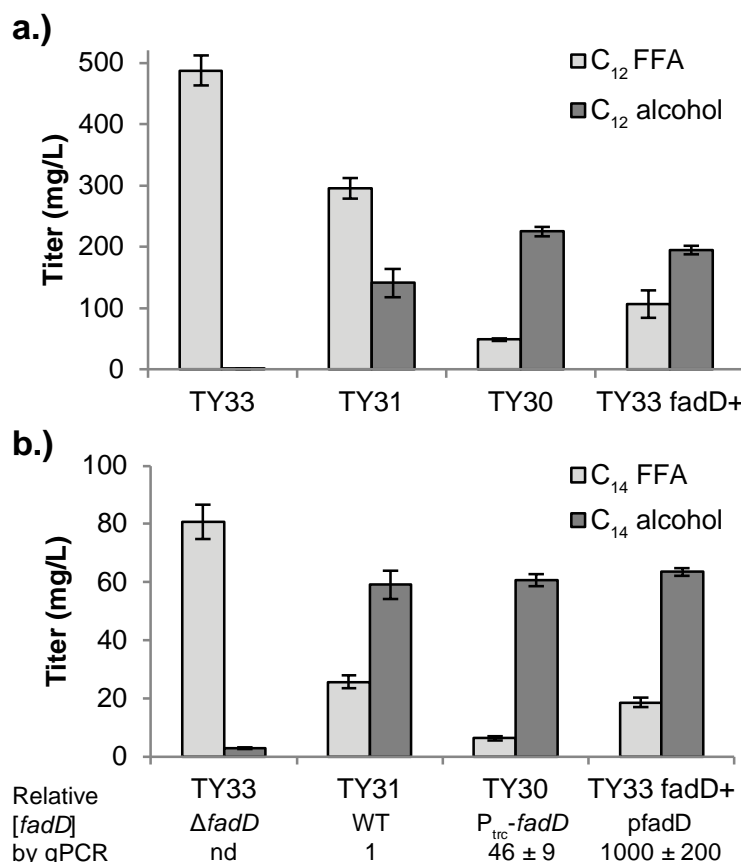 a.)
C₁₂ FFA
C₁₂ alcohol
Titer (mg/L)
500
400
300
200
100
0
TY33 TY31 TY30 TY33 fadD+
b.)
C₁₄ FFA
C₁₄ alcohol
Titer (mg/L)
100
80
60
40
20
0
TY33 TY31 TY30 TY33 fadD+
Relative
[fadD] ΔfadD WT Ptrc-fadD pfadD
by qPCR nd 1 46 ± 9 1000 ± 200